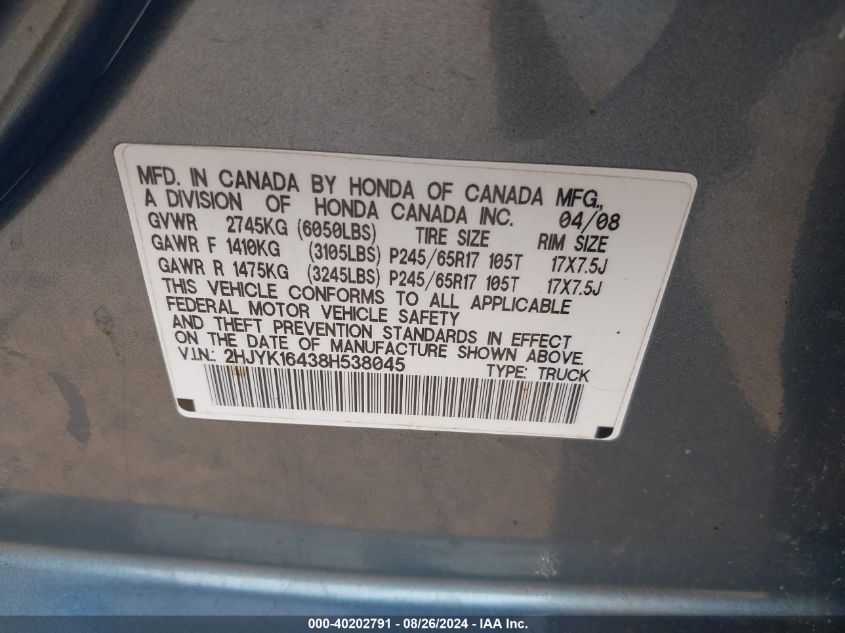 MFD. IN CANADA BY HONDA OF CANADA MFG.,
A DIVISION OF HONDA CANADA INC. 04/08
GVWR 2745KG (6050LBS) TIRE SIZE RIM SIZE
GAWR F 1410KG (3105LBS) P245/65R17 105T 17X7.5J
GAWR R 1475KG (3245LBS) P245/65R17 105T 17X7.5J
THIS VEHICLE CONFORMS TO ALL APPLICABLE
FEDERAL MOTOR VEHICLE SAFETY
AND THEFT PREVENTION STANDARDS IN EFFECT
ON THE DATE OF MANUFACTURE SHOWN ABOVE.
V.I.N.: 2HJYK16438H538045 TYPE: TRUCK
000-40202791 - 08/26/2024 - Copyright © 2024 IAA, Inc.